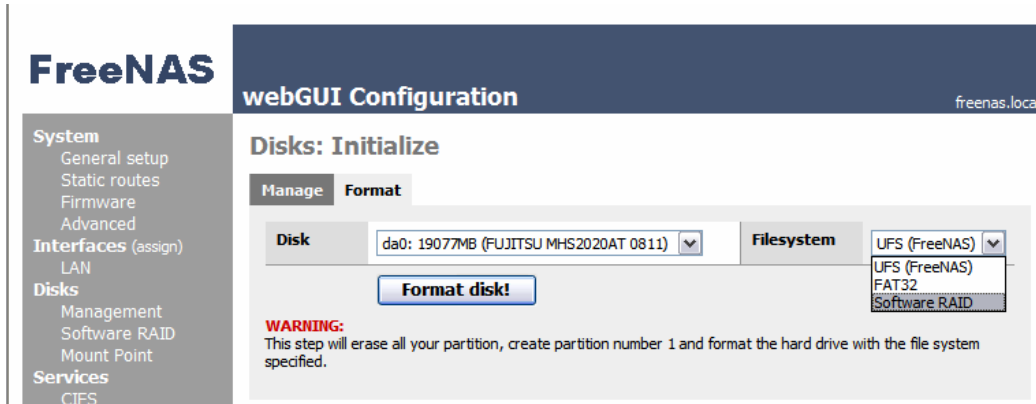 FreeNAS
webGUI Configuration
freenas.loca
System
General setup
Static routes
Firmware
Advanced
Interfaces (assign)
LAN
Disks
Management
Software RAID
Mount Point
Services
CIFS
Disks: Initialize
Manage Format
Disk da0: 19077MB (FUJITSU MHS2020AT 0811) Filesystem UFS (FreeNAS)
UFS (FreeNAS)
FAT32
Software RAID
Format disk!
WARNING:
This step will erase all your partition, create partition number 1 and format the hard drive with the file system
specified.